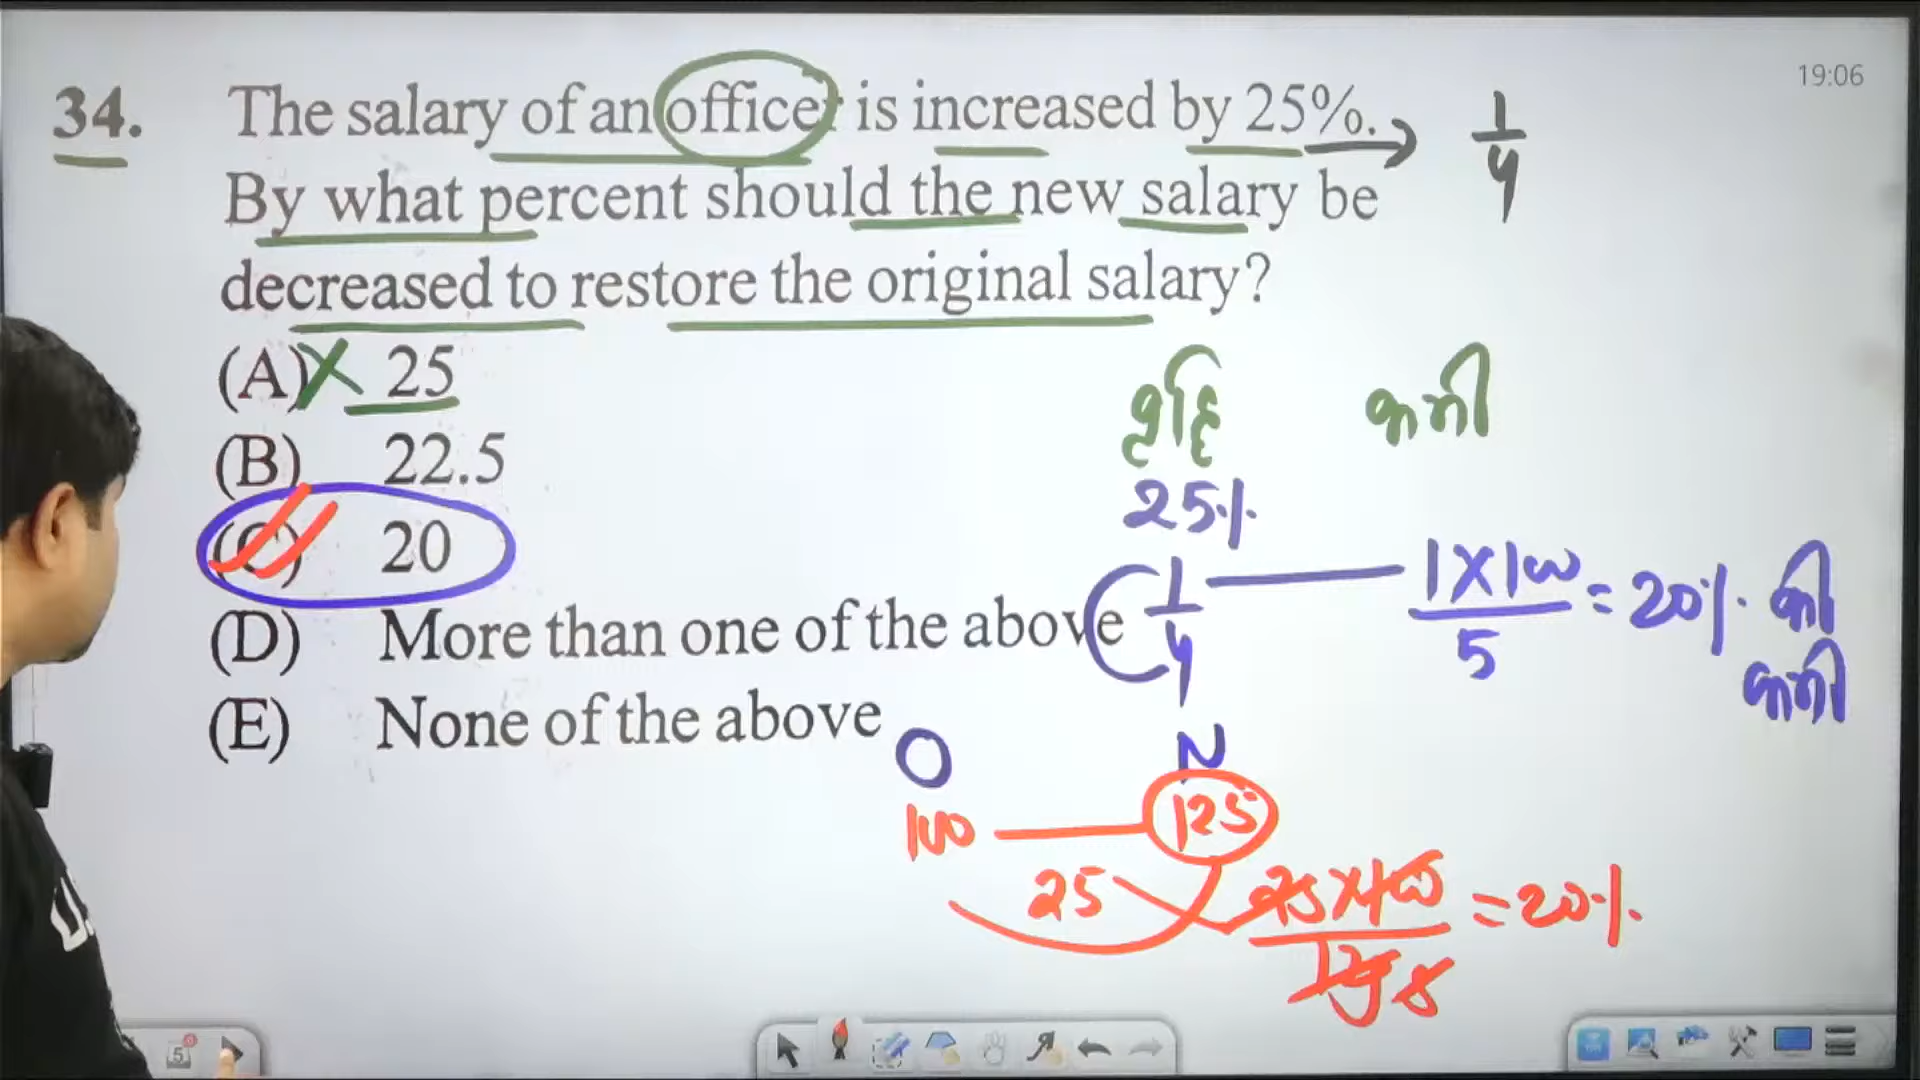 19:06
34. The salary of an officer is increased by 25%. → 1/4
By what percent should the new salary be
decreased to restore the original salary?
(A) X 25
(B) 22.5
(C) 20
(D) More than one of the above
(E) None of the above
वृद्धि कमी
25%
1/4 — 1×100/5 = 20% की
कमी
O N
100 — 125
25 25×100/125 = 20%